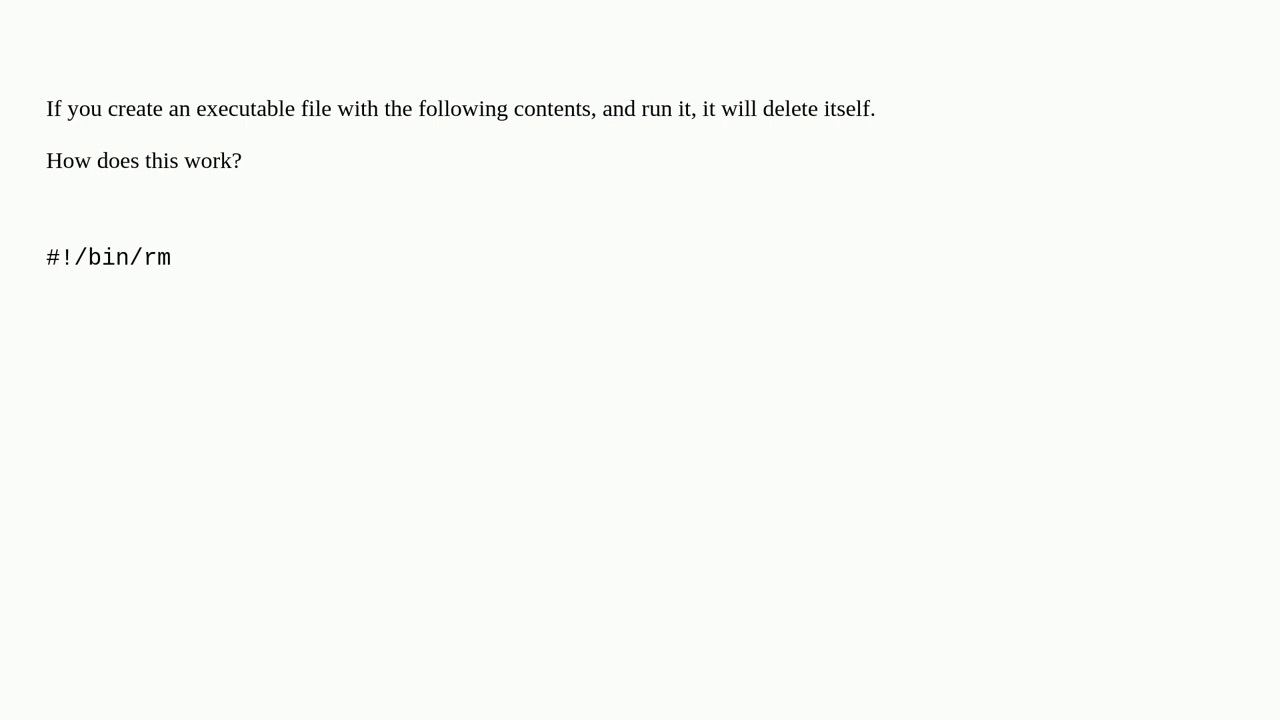 If you create an executable file with the following contents, and run it, it will delete itself.
How does this work?
#!/bin/rm